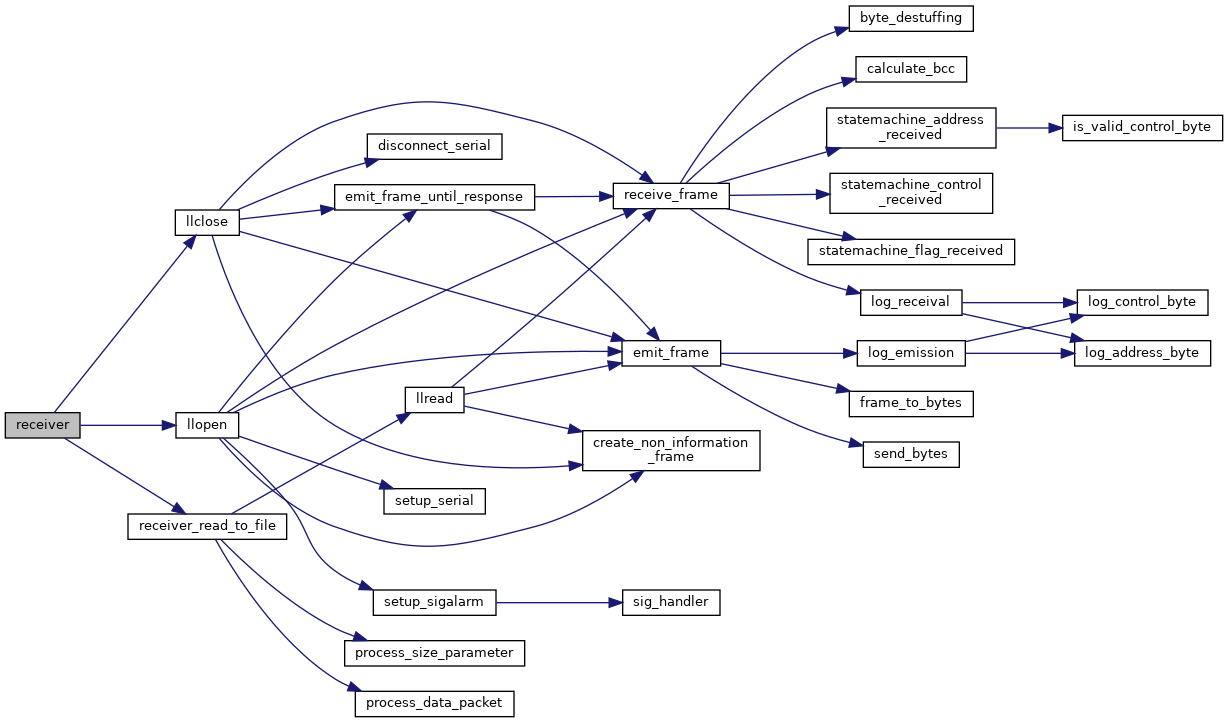 byte_destuffing
calculate_bcc
statemachine_address
_received
is_valid_control_byte
disconnect_serial
emit_frame_until_response
receive_frame
statemachine_control
_received
llclose
statemachine_flag_received
log_receival
log_control_byte
emit_frame
log_emission
log_address_byte
llread
frame_to_bytes
receiver
llopen
create_non_information
_frame
send_bytes
setup_serial
receiver_read_to_file
setup_sigalarm
sig_handler
process_size_parameter
process_data_packet